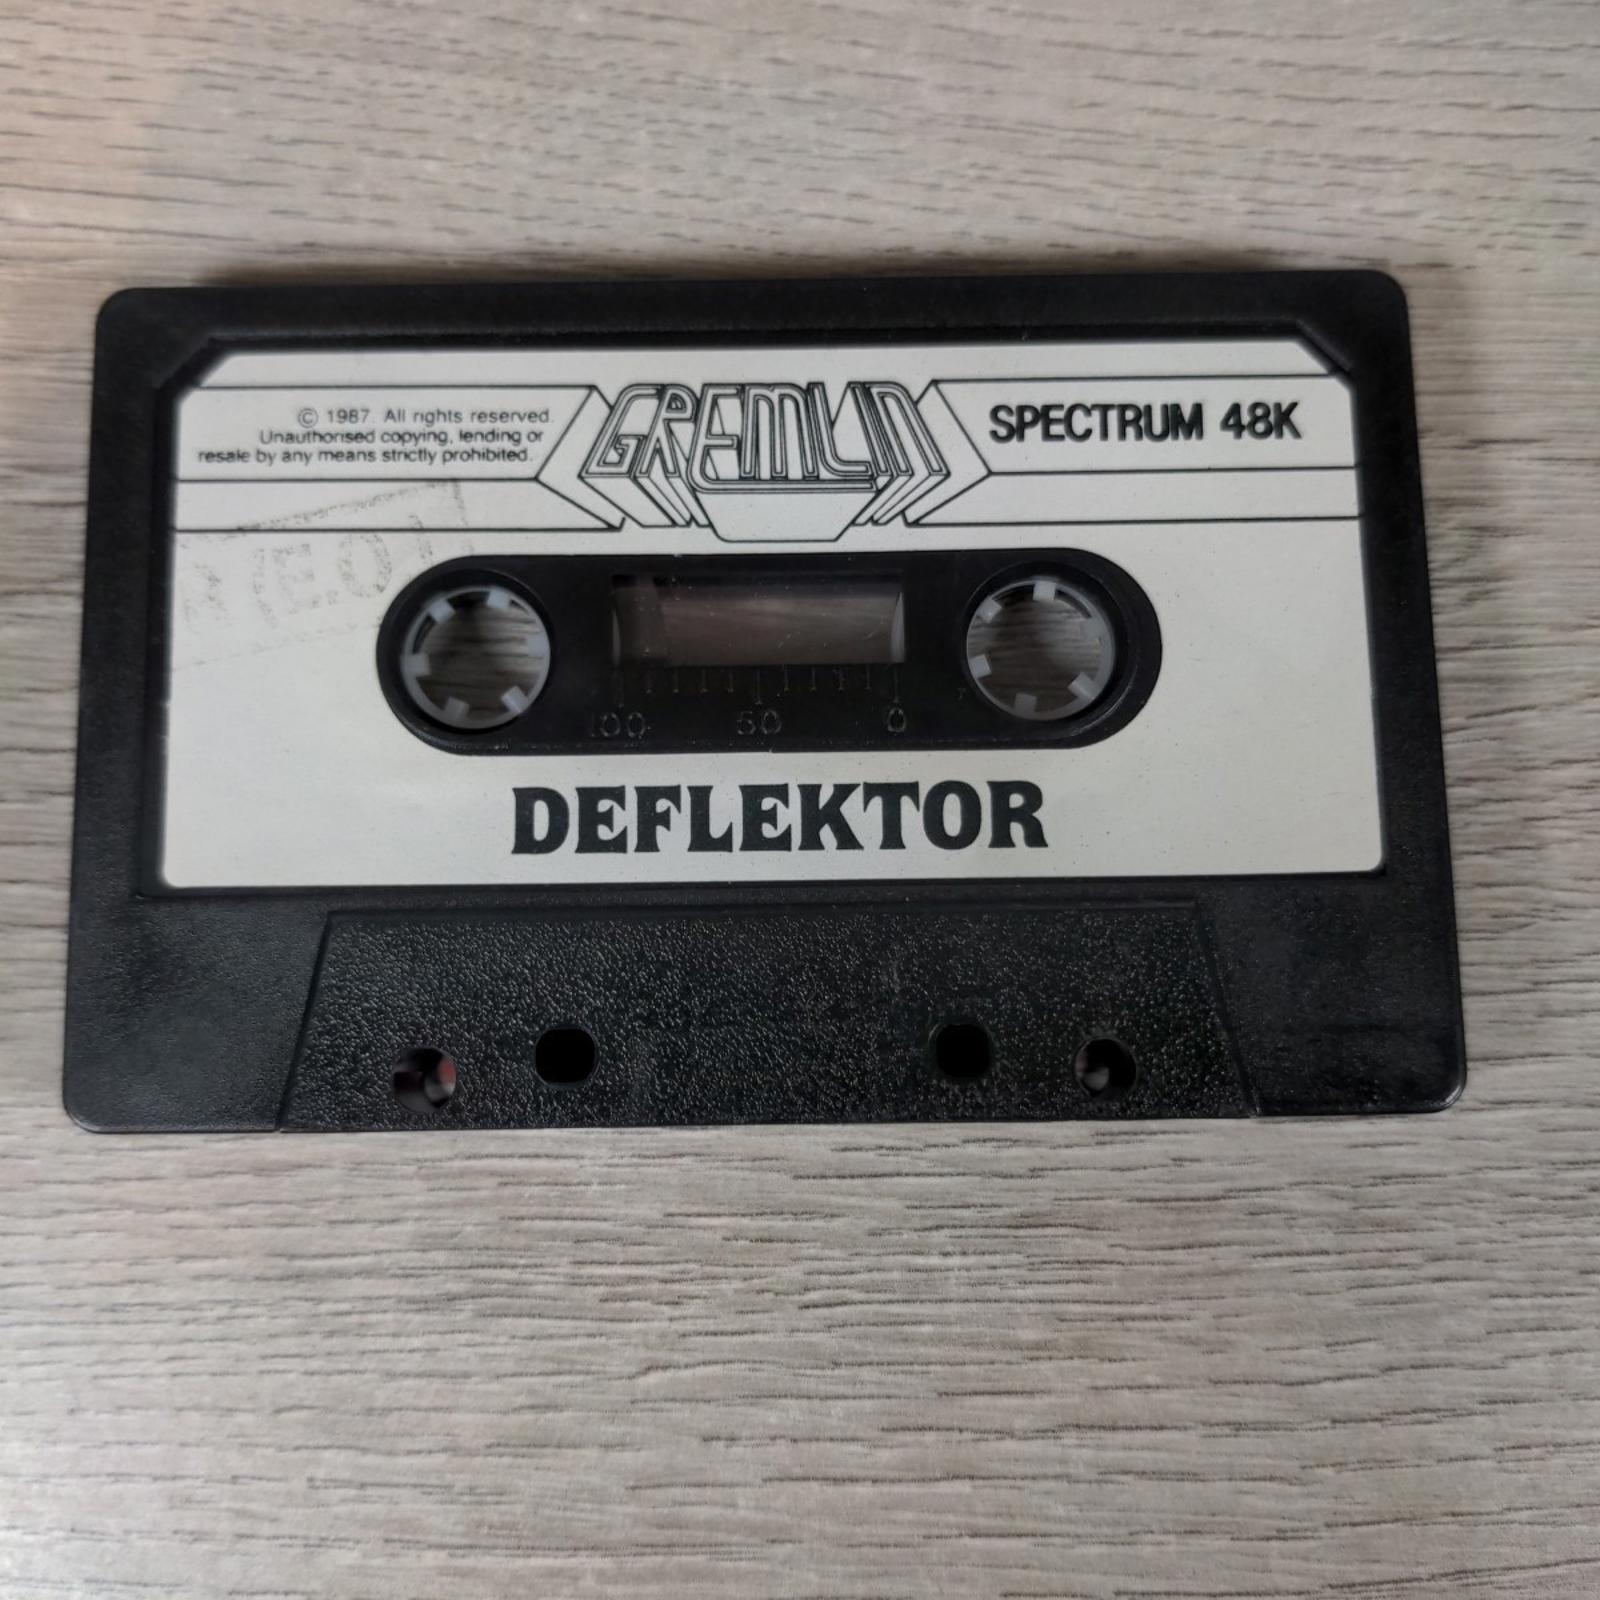 © 1987. All rights reserved.
Unauthorised copying, lending or
resale by any means strictly prohibited.
GREMLIN
SPECTRUM 48K
100 50 0
DEFLEKTOR